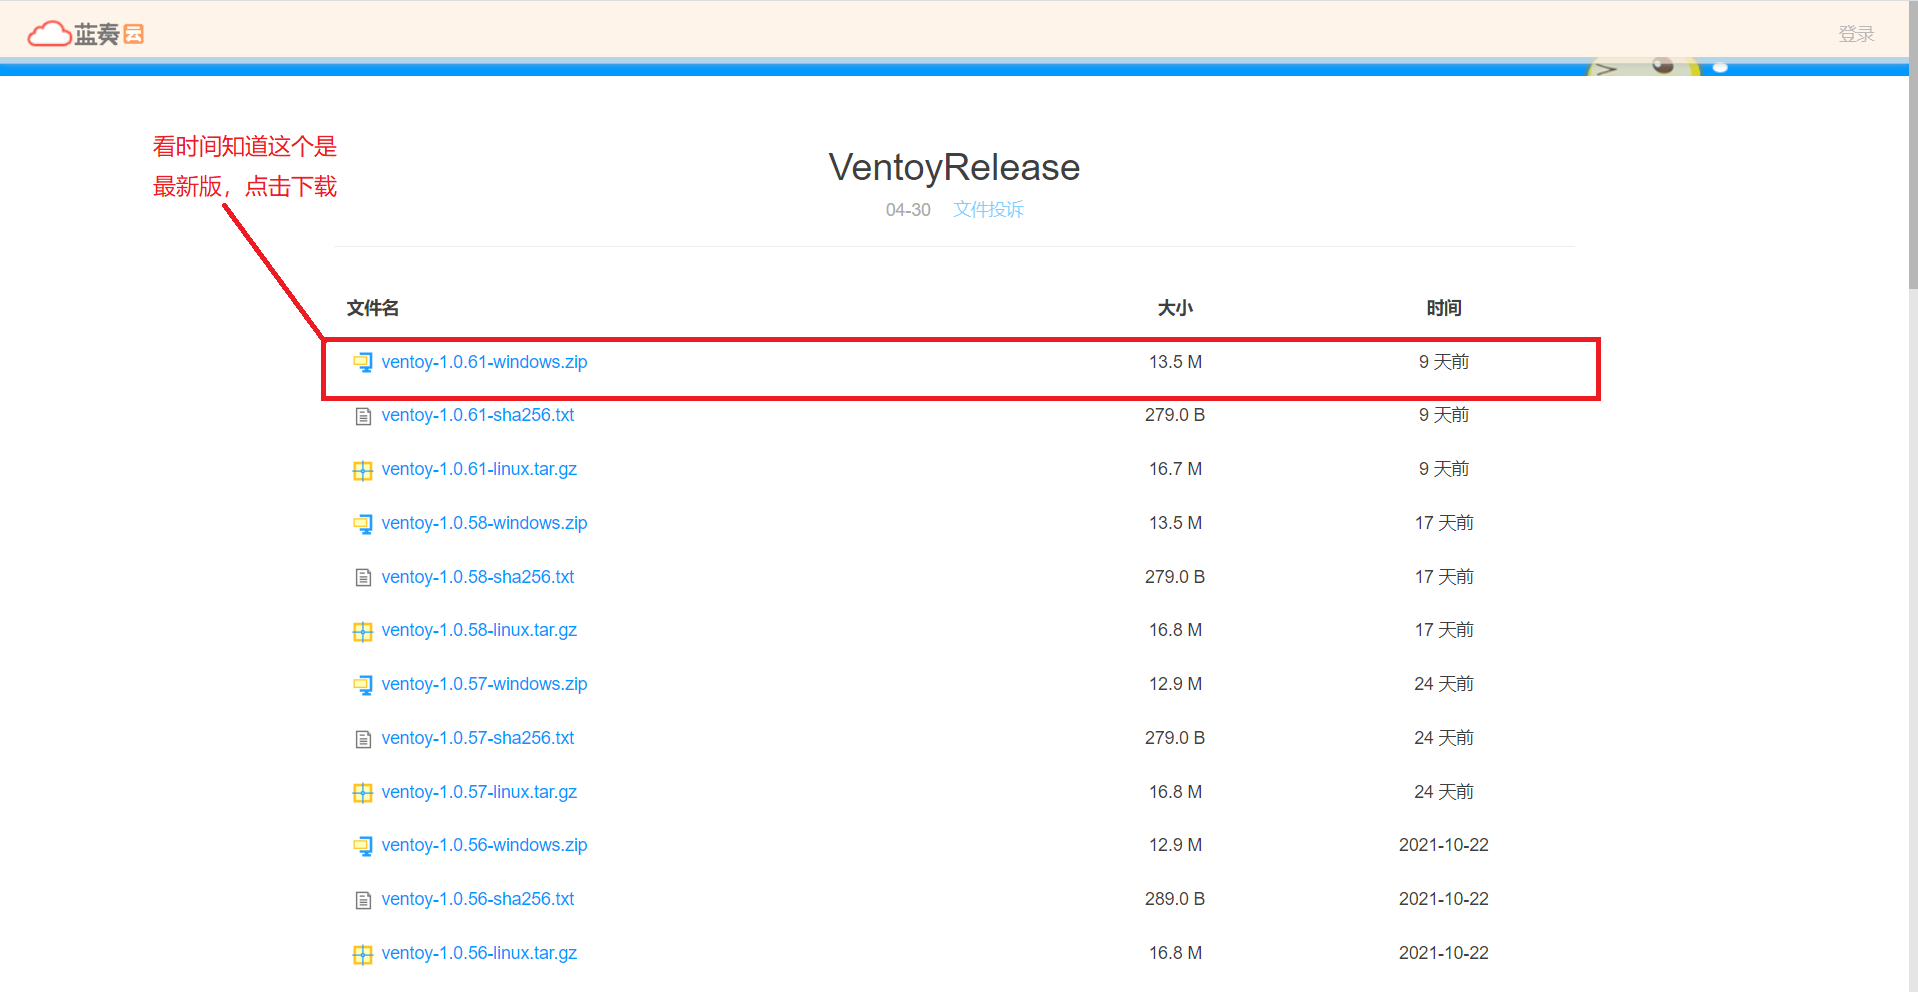 蓝奏云
登录
看时间知道这个是
最新版，点击下载
VentoyRelease
04-30 文件投诉
文件名 大小 时间
ventoy-1.0.61-windows.zip 13.5 M 9 天前
ventoy-1.0.61-sha256.txt 279.0 B 9 天前
ventoy-1.0.61-linux.tar.gz 16.7 M 9 天前
ventoy-1.0.58-windows.zip 13.5 M 17 天前
ventoy-1.0.58-sha256.txt 279.0 B 17 天前
ventoy-1.0.58-linux.tar.gz 16.8 M 17 天前
ventoy-1.0.57-windows.zip 12.9 M 24 天前
ventoy-1.0.57-sha256.txt 279.0 B 24 天前
ventoy-1.0.57-linux.tar.gz 16.8 M 24 天前
ventoy-1.0.56-windows.zip 12.9 M 2021-10-22
ventoy-1.0.56-sha256.txt 289.0 B 2021-10-22
ventoy-1.0.56-linux.tar.gz 16.8 M 2021-10-22